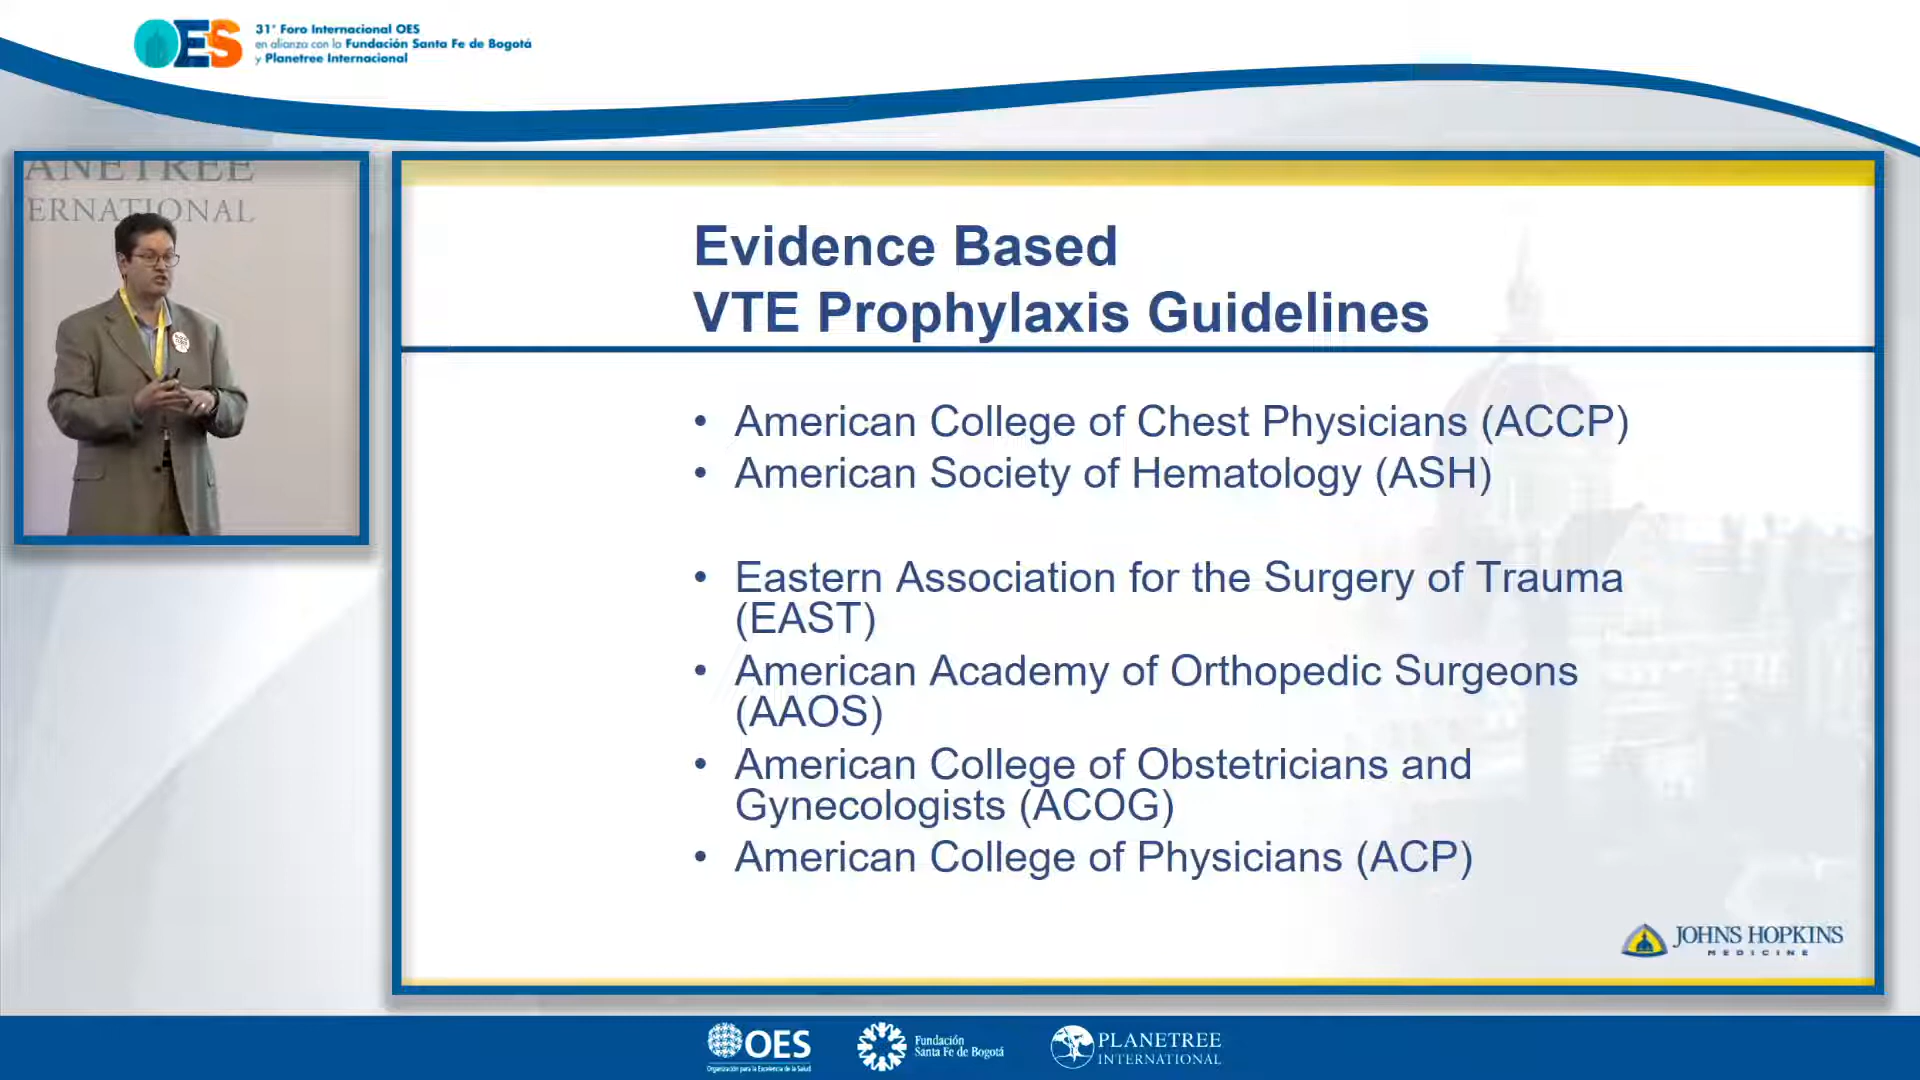 OES
31° Foro Internacional OES
en alianza con la Fundación Santa Fe de Bogotá
y Planetree Internacional
ANETREE
ERNATIONAL
Evidence Based
VTE Prophylaxis Guidelines
• American College of Chest Physicians (ACCP)
• American Society of Hematology (ASH)
• Eastern Association for the Surgery of Trauma
(EAST)
• American Academy of Orthopedic Surgeons
(AAOS)
• American College of Obstetricians and
Gynecologists (ACOG)
• American College of Physicians (ACP)
JOHNS HOPKINS
MEDICINE
OES
Organización para la Excelencia de la Salud
Fundación
Santa Fe de Bogotá
PLANETREE
INTERNATIONAL